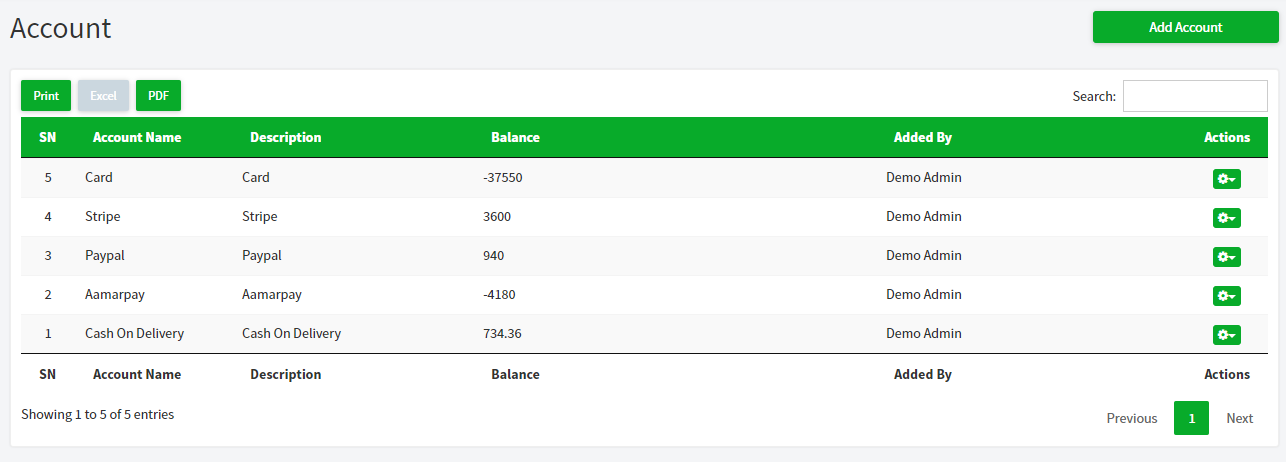 Account
Add Account
Print Excel PDF Search:
SN Account Name Description Balance Added By Actions
5 Card Card -37550 Demo Admin
4 Stripe Stripe 3600 Demo Admin
3 Paypal Paypal 940 Demo Admin
2 Aamarpay Aamarpay -4180 Demo Admin
1 Cash On Delivery Cash On Delivery 734.36 Demo Admin
SN Account Name Description Balance Added By Actions
Showing 1 to 5 of 5 entries
Previous 1 Next